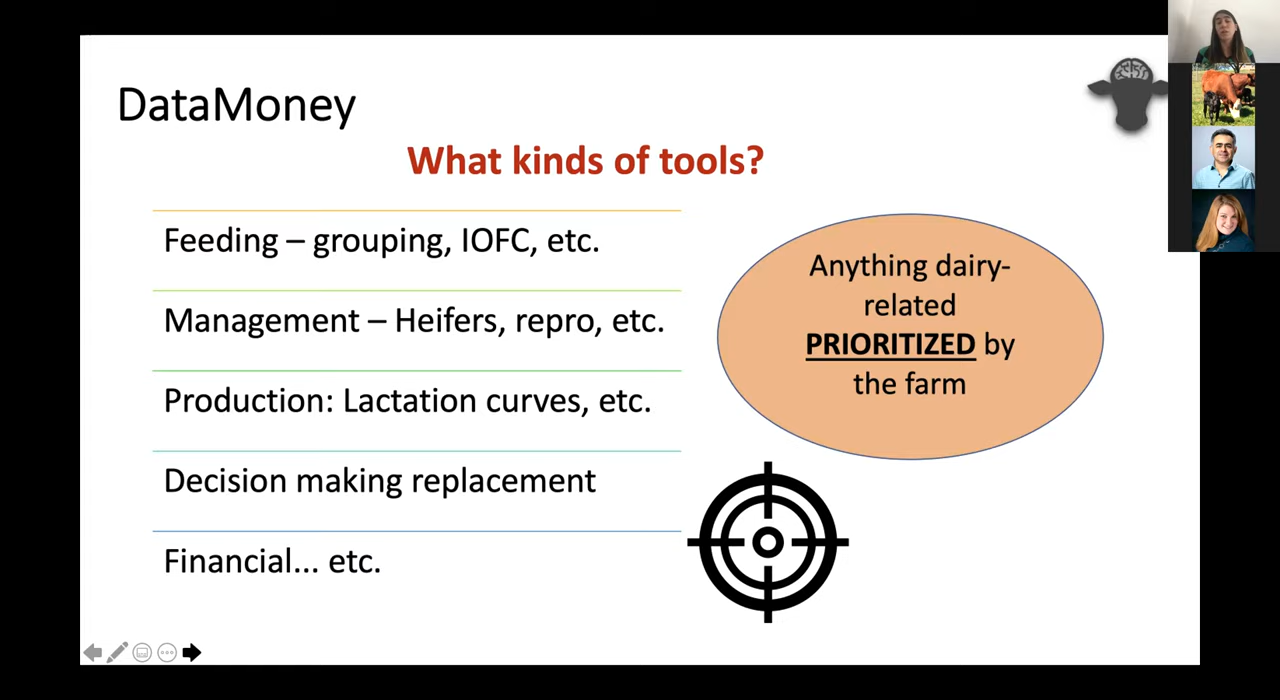 DataMoney
What kinds of tools?
Feeding – grouping, IOFC, etc.
Management – Heifers, repro, etc.
Production: Lactation curves, etc.
Decision making replacement
Financial... etc.
Anything dairy-
related
PRIORITIZED by
the farm